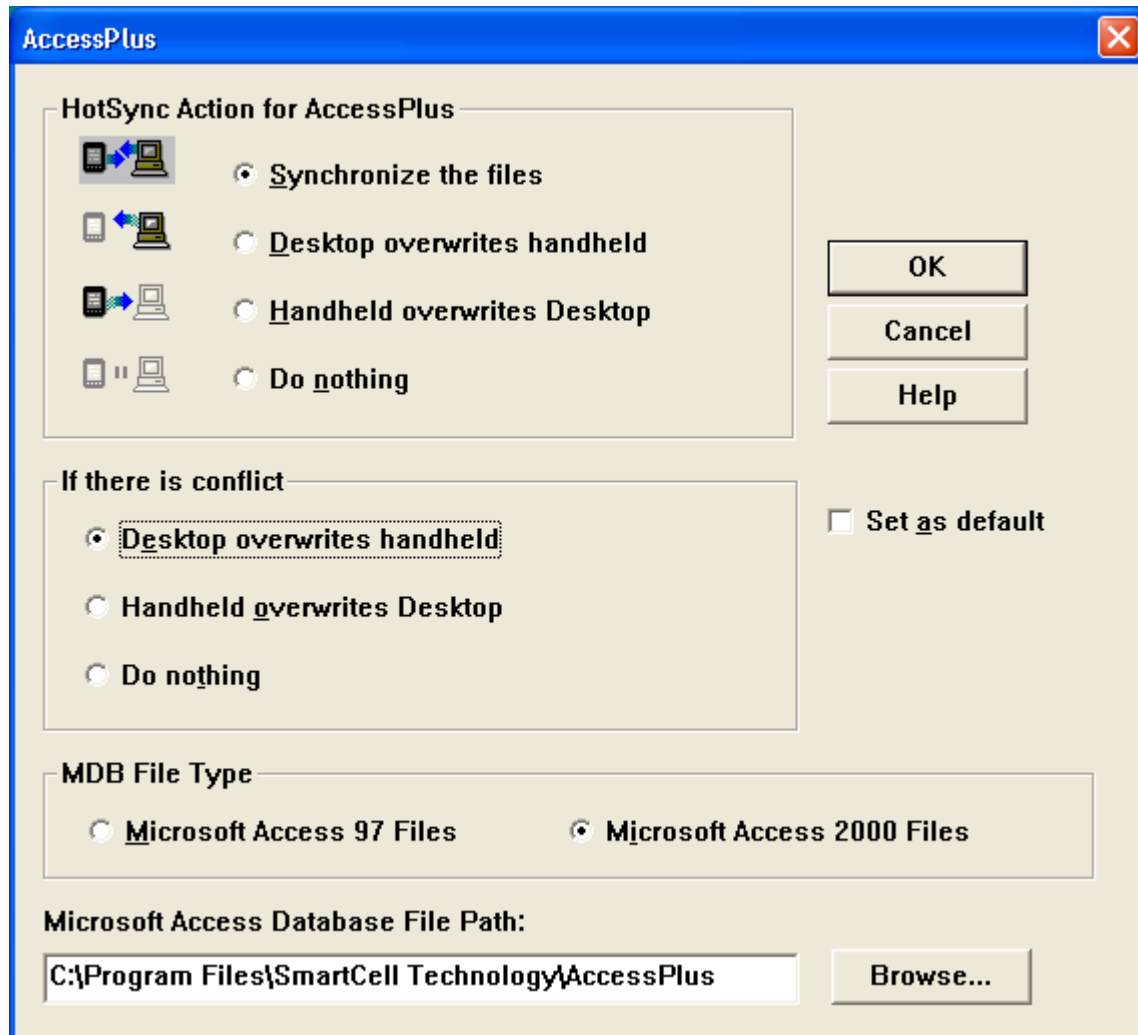 AccessPlus
HotSync Action for AccessPlus
Synchronize the files
Desktop overwrites handheld
Handheld overwrites Desktop
Do nothing
OK
Cancel
Help
If there is conflict
Desktop overwrites handheld
Handheld overwrites Desktop
Do nothing
Set as default
MDB File Type
Microsoft Access 97 Files
Microsoft Access 2000 Files
Microsoft Access Database File Path:
C:\Program Files\SmartCell Technology\AccessPlus
Browse...